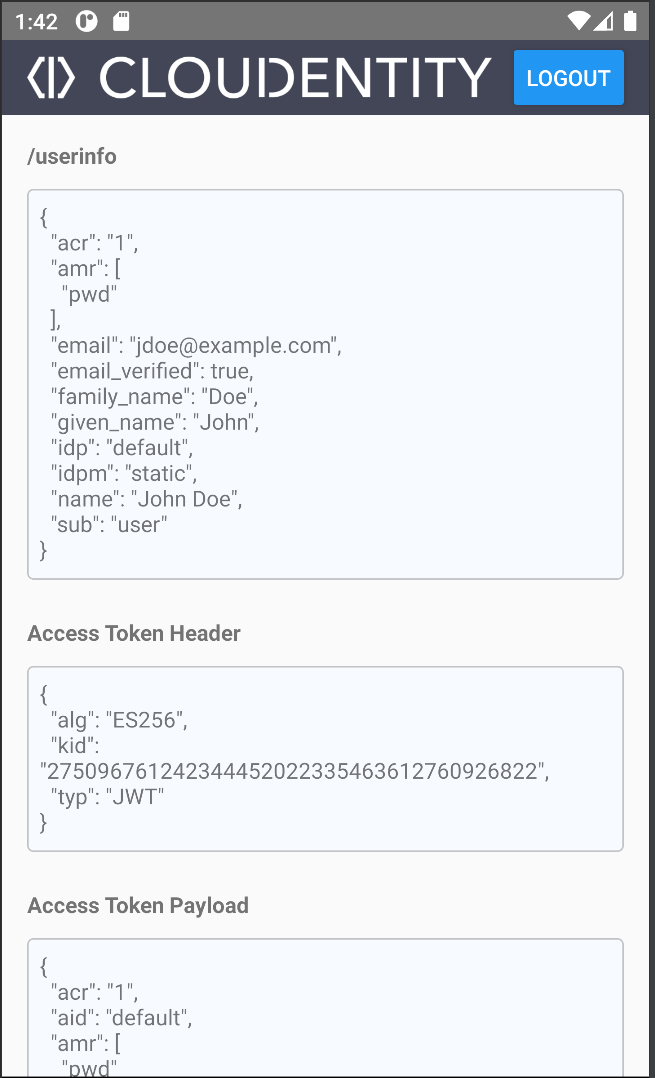 1:42
CLOUDENTITY
LOGOUT
/userinfo
{
"acr": "1",
"amr": [
"pwd"
],
"email": "jdoe@example.com",
"email_verified": true,
"family_name": "Doe",
"given_name": "John",
"idp": "default",
"idpm": "static",
"name": "John Doe",
"sub": "user"
}
Access Token Header
{
"alg": "ES256",
"kid":
"275096761242344452022335463612760926822",
"typ": "JWT"
}
Access Token Payload
{
"acr": "1",
"aid": "default",
"amr": [
"pwd"